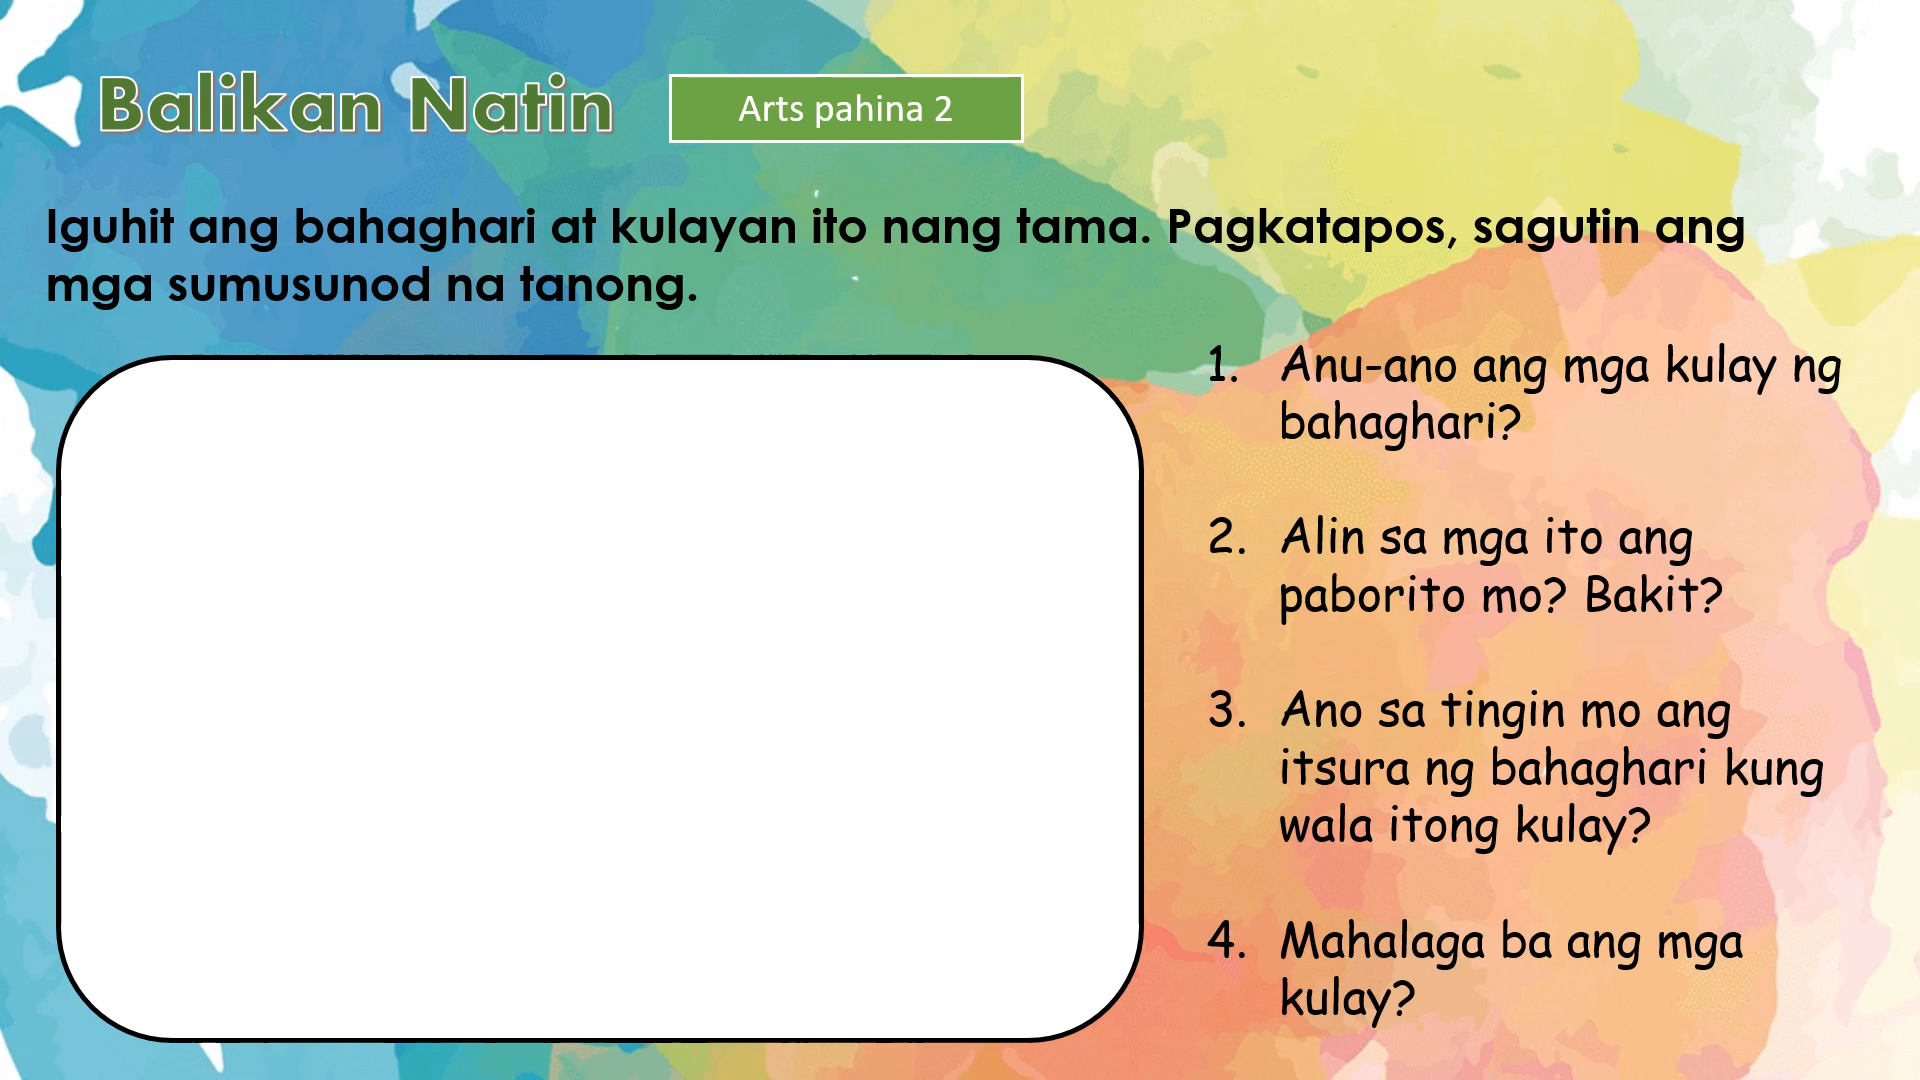 Balikan Natin
Arts pahina 2
Iguhit ang bahaghari at kulayan ito nang tama. Pagkatapos, sagutin ang
mga sumusunod na tanong.
1. Anu-ano ang mga kulay ng
bahaghari?
2. Alin sa mga ito ang
paborito mo? Bakit?
3. Ano sa tingin mo ang
itsura ng bahaghari kung
wala itong kulay?
4. Mahalaga ba ang mga
kulay?